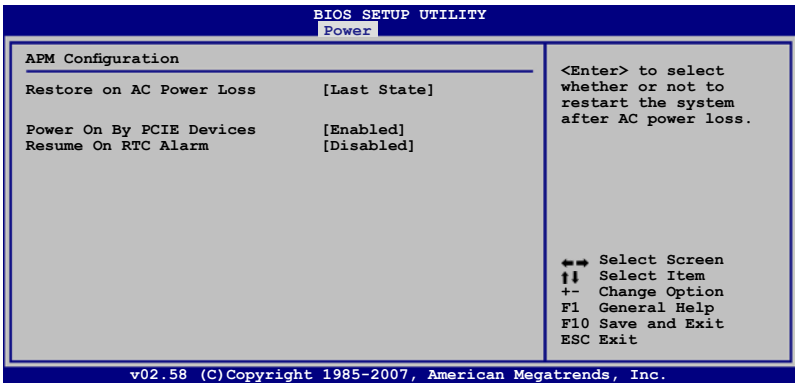 BIOS SETUP UTILITY
Power
APM Configuration
Restore on AC Power Loss [Last State]
Power On By PCIE Devices [Enabled]
Resume On RTC Alarm [Disabled]
<Enter> to select
whether or not to
restart the system
after AC power loss.
←→ Select Screen
↑↓ Select Item
+- Change Option
F1 General Help
F10 Save and Exit
ESC Exit
v02.58 (C)Copyright 1985-2007, American Megatrends, Inc.